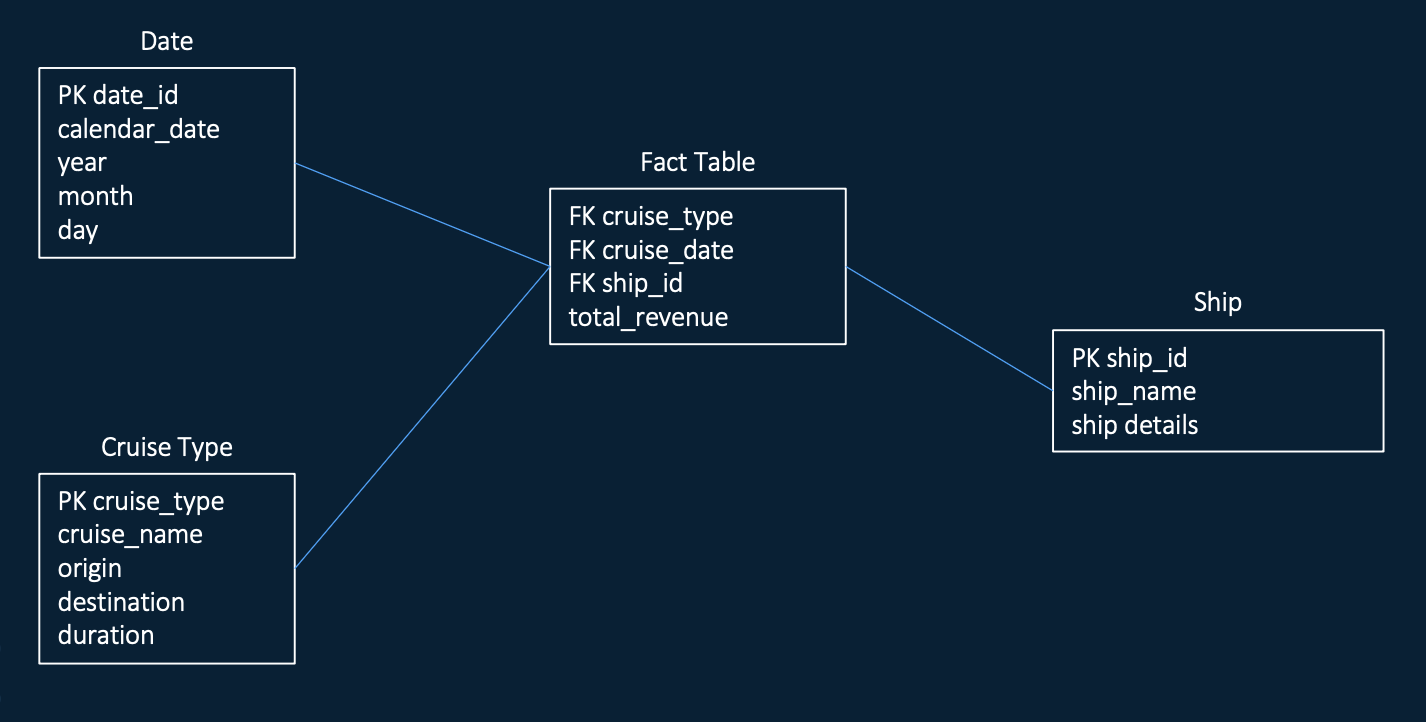 Date
PK date_id
calendar_date
year
month
day
Fact Table
FK cruise_type
FK cruise_date
FK ship_id
total_revenue
Ship
PK ship_id
ship_name
ship details
Cruise Type
PK cruise_type
cruise_name
origin
destination
duration